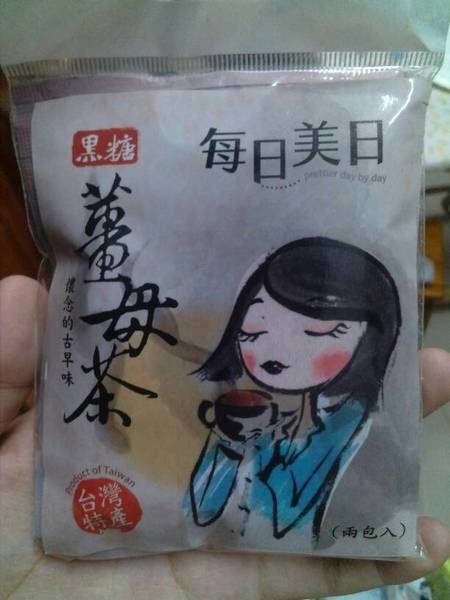 黑糖
每日美日
prettier day by day
薑母茶
懷念的古早味
Product of Taiwan
台灣
特產
(兩包入)